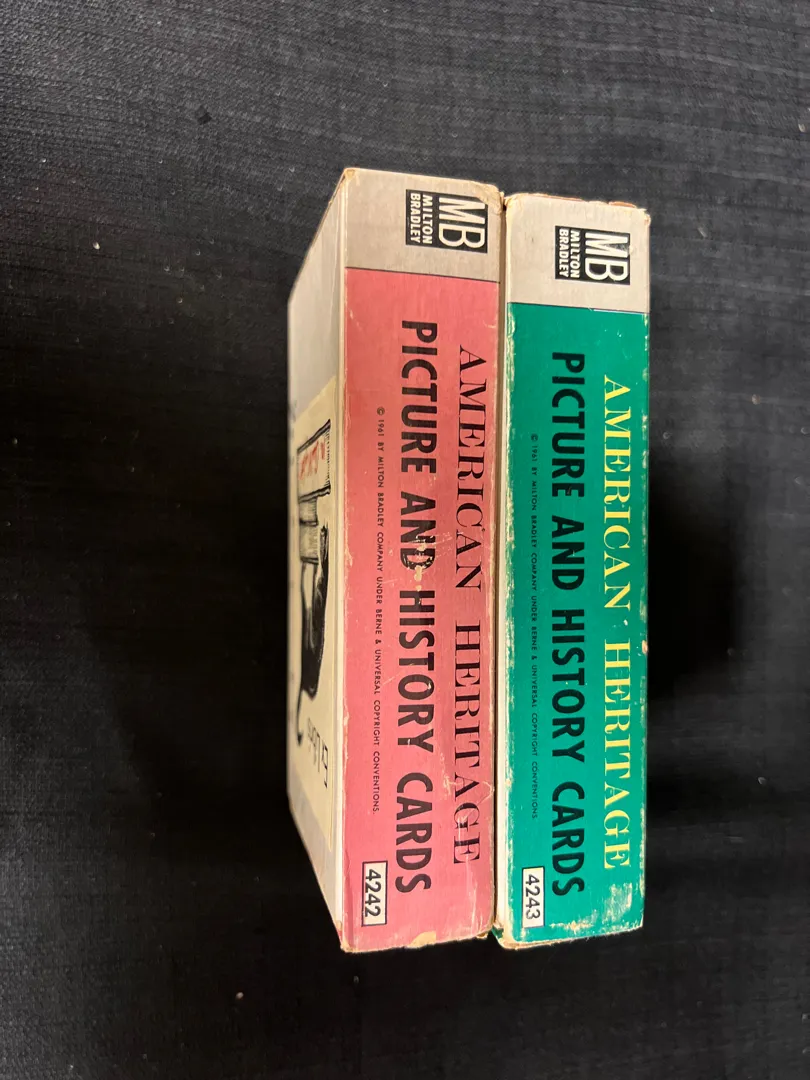 MB
MILTON
BRADLEY
AMERICAN HERITAGE
PICTURE AND HISTORY CARDS
© 1961 BY MILTON BRADLEY COMPANY UNDER BERNE & UNIVERSAL COPYRIGHT CONVENTIONS.
4243
MB
MILTON
BRADLEY
AMERICAN HERITAGE
PICTURE AND HISTORY CARDS
© 1961 BY MILTON BRADLEY COMPANY UNDER BERNE & UNIVERSAL COPYRIGHT CONVENTIONS.
4242